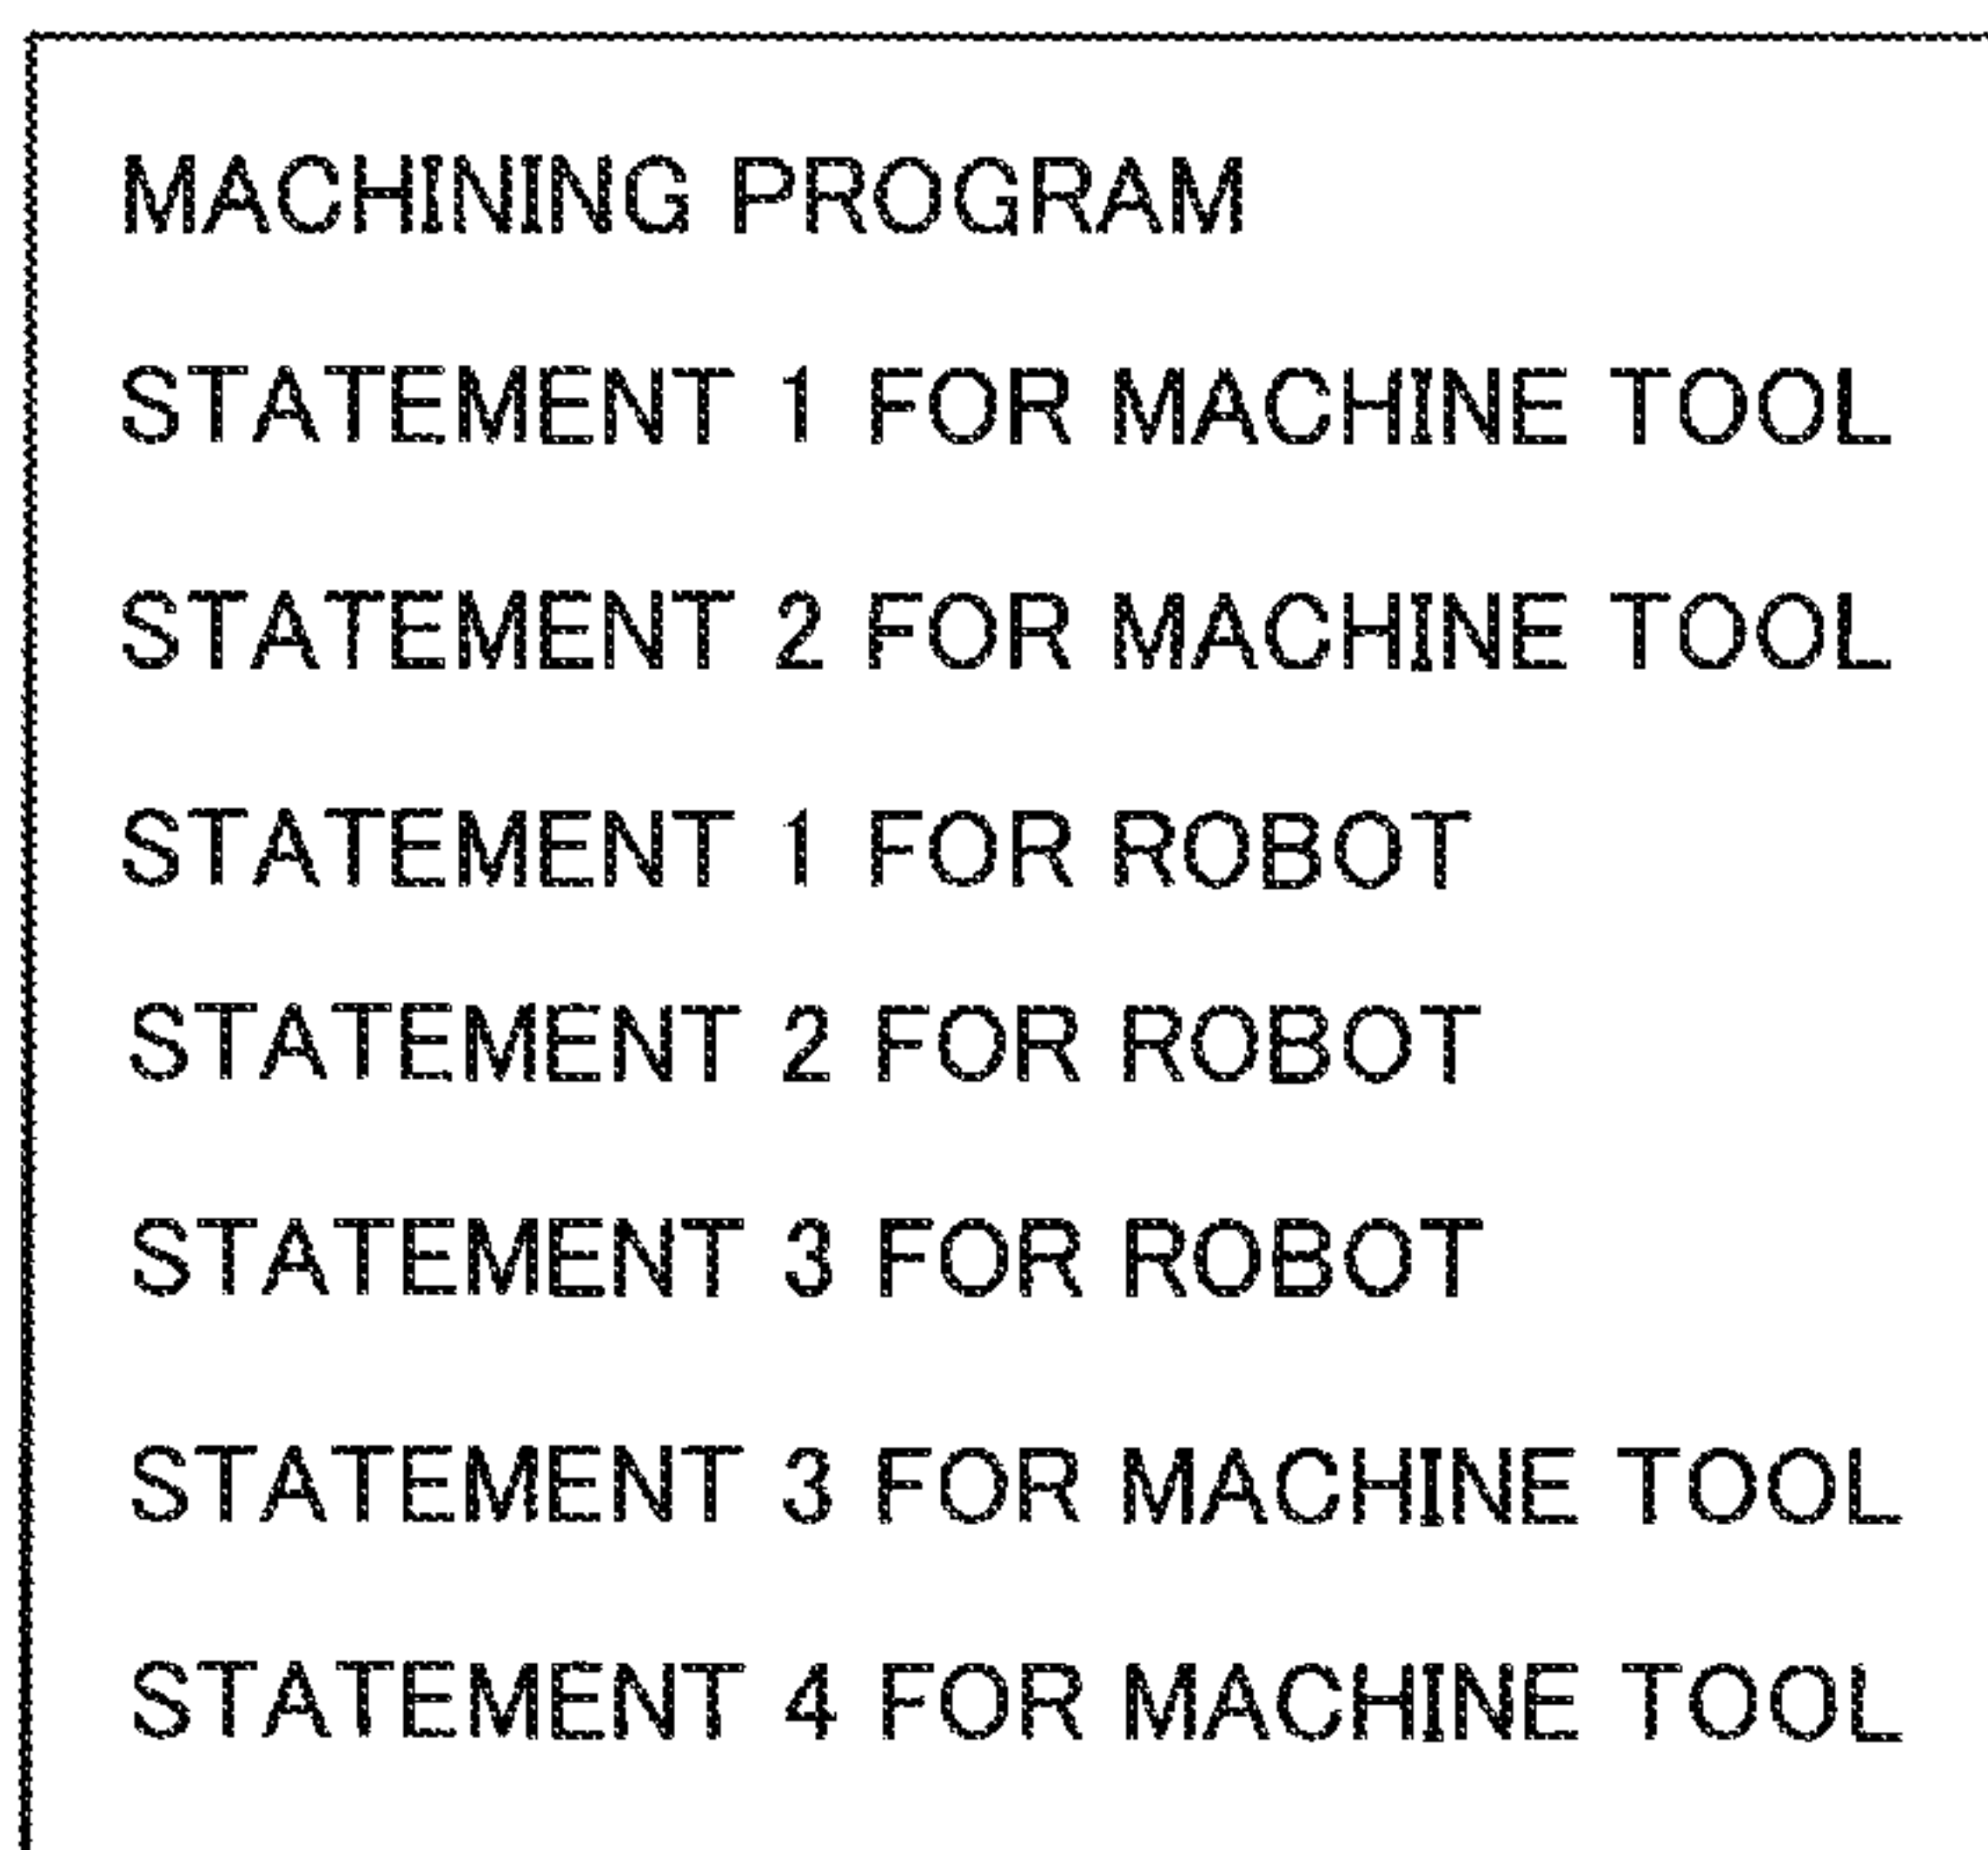 MACHINING PROGRAM
STATEMENT 1 FOR MACHINE TOOL
STATEMENT 2 FOR MACHINE TOOL
STATEMENT 1 FOR ROBOT
STATEMENT 2 FOR ROBOT
STATEMENT 3 FOR ROBOT
STATEMENT 3 FOR MACHINE TOOL
STATEMENT 4 FOR MACHINE TOOL